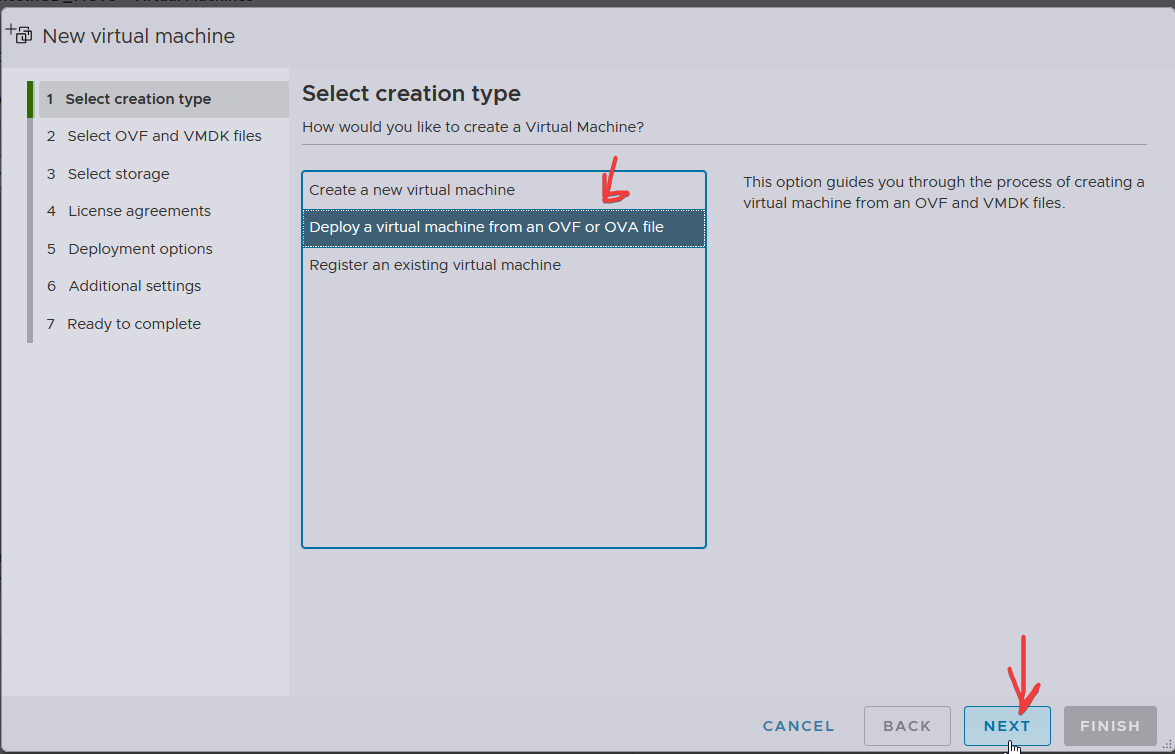 New virtual machine
1 Select creation type
2 Select OVF and VMDK files
3 Select storage
4 License agreements
5 Deployment options
6 Additional settings
7 Ready to complete
Select creation type
How would you like to create a Virtual Machine?
Create a new virtual machine
Deploy a virtual machine from an OVF or OVA file
Register an existing virtual machine
This option guides you through the process of creating a
virtual machine from an OVF and VMDK files.
CANCEL
BACK
NEXT
FINISH